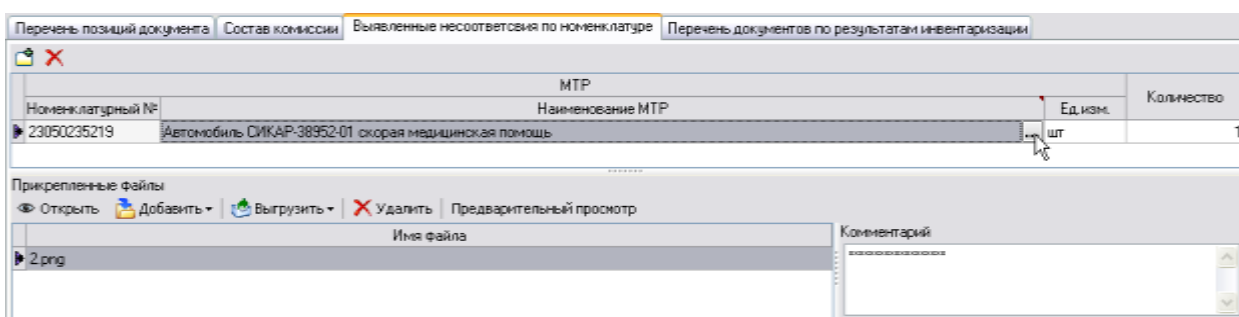 Перечень позиций документа Состав комиссии Выявленные несоответсвия по номенклатуре Перечень документов по результатам инвентаризации
МТР
Номенклатурный № Наименование МТР Ед.изм. Количество
23050235219 Автомобиль СИКАР-38952-01 скорая медицинская помощь ... шт 1
Прикрепленные файлы
Открыть Добавить Выгрузить Удалить Предварительный просмотр
Имя файла Комментарий
2.png